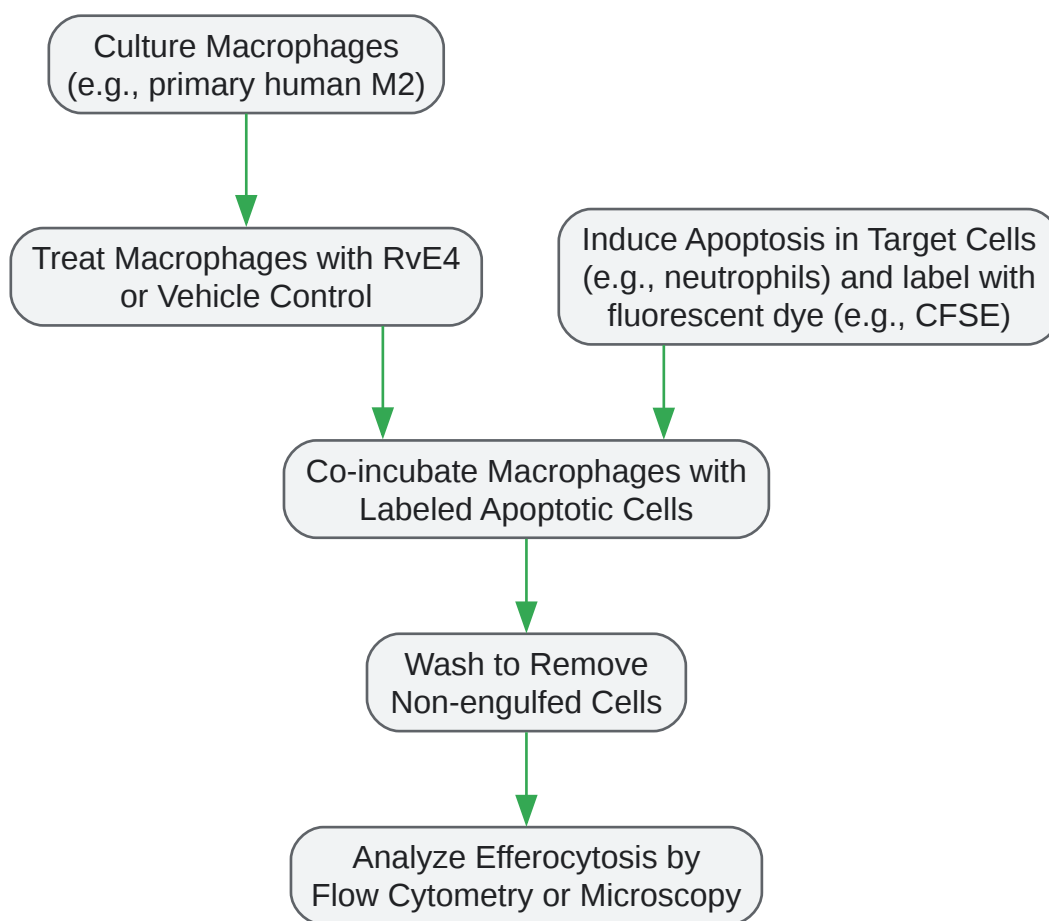 Culture Macrophages
(e.g., primary human M2)
Treat Macrophages with RvE4
or Vehicle Control
Induce Apoptosis in Target Cells
(e.g., neutrophils) and label with
fluorescent dye (e.g., CFSE)
Co-incubate Macrophages with
Labeled Apoptotic Cells
Wash to Remove
Non-engulfed Cells
Analyze Efferocytosis by
Flow Cytometry or Microscopy